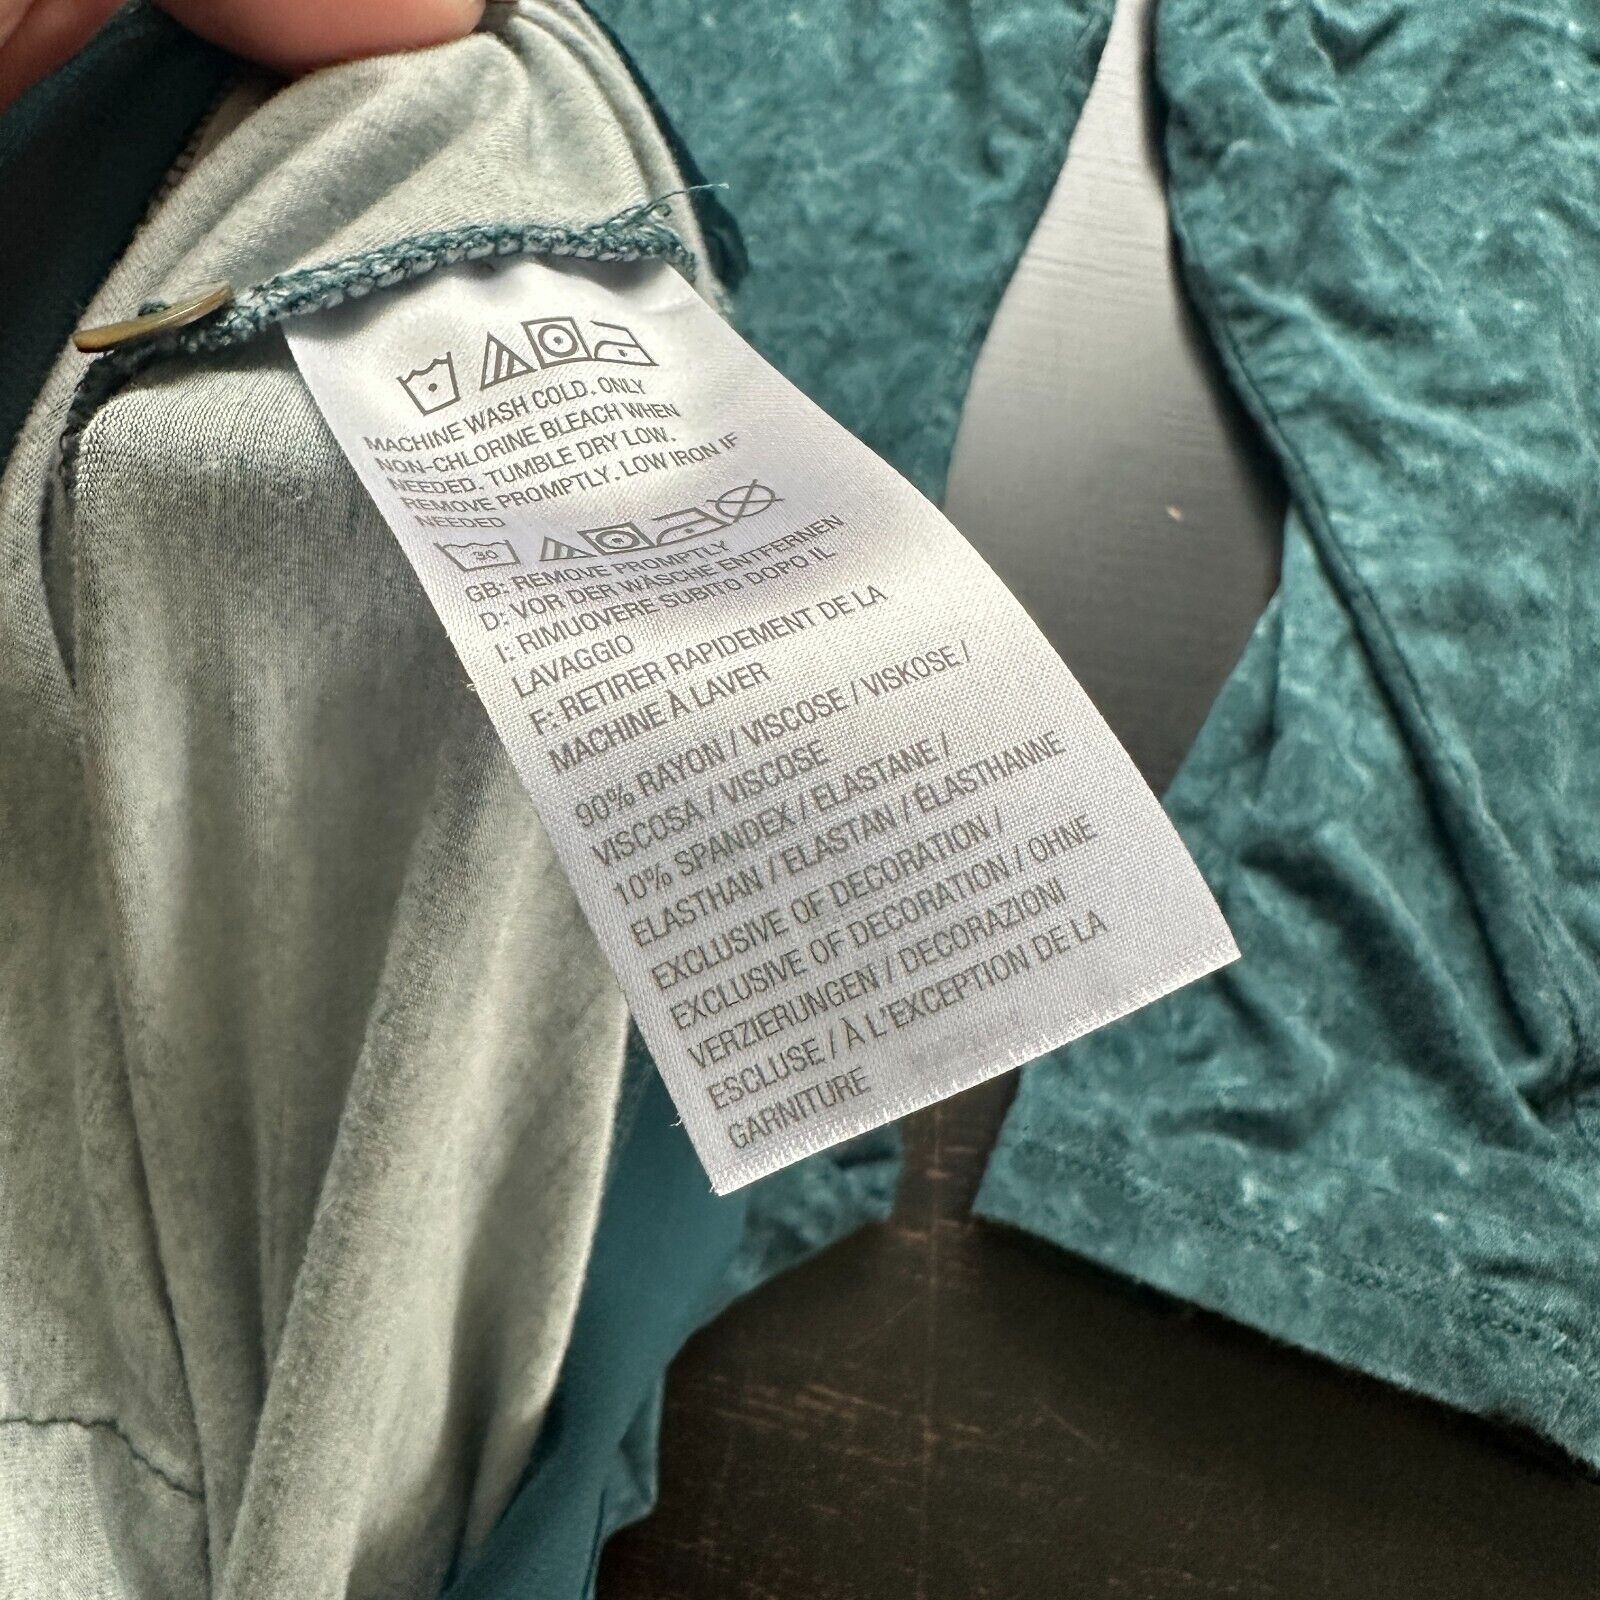 MACHINE WASH COLD. ONLY
NON-CHLORINE BLEACH WHEN
NEEDED. TUMBLE DRY LOW.
REMOVE PROMPTLY. LOW IRON IF
NEEDED
30
GB: REMOVE PROMPTLY
D: VOR DER WÄSCHE ENTFERNEN
I: RIMUOVERE SUBITO DOPO IL
LAVAGGIO
F: RETIRER RAPIDEMENT DE LA
MACHINE À LAVER
90% RAYON / VISCOSE / VISKOSE /
VISCOSA / VISCOSE
10% SPANDEX / ELASTANE /
ELASTHAN / ELASTAN / ÉLASTHANNE
EXCLUSIVE OF DECORATION /
EXCLUSIVE OF DECORATION / OHNE
VERZIERUNGEN / DECORAZIONI
ESCLUSE / À L'EXCEPTION DE LA
GARNITURE